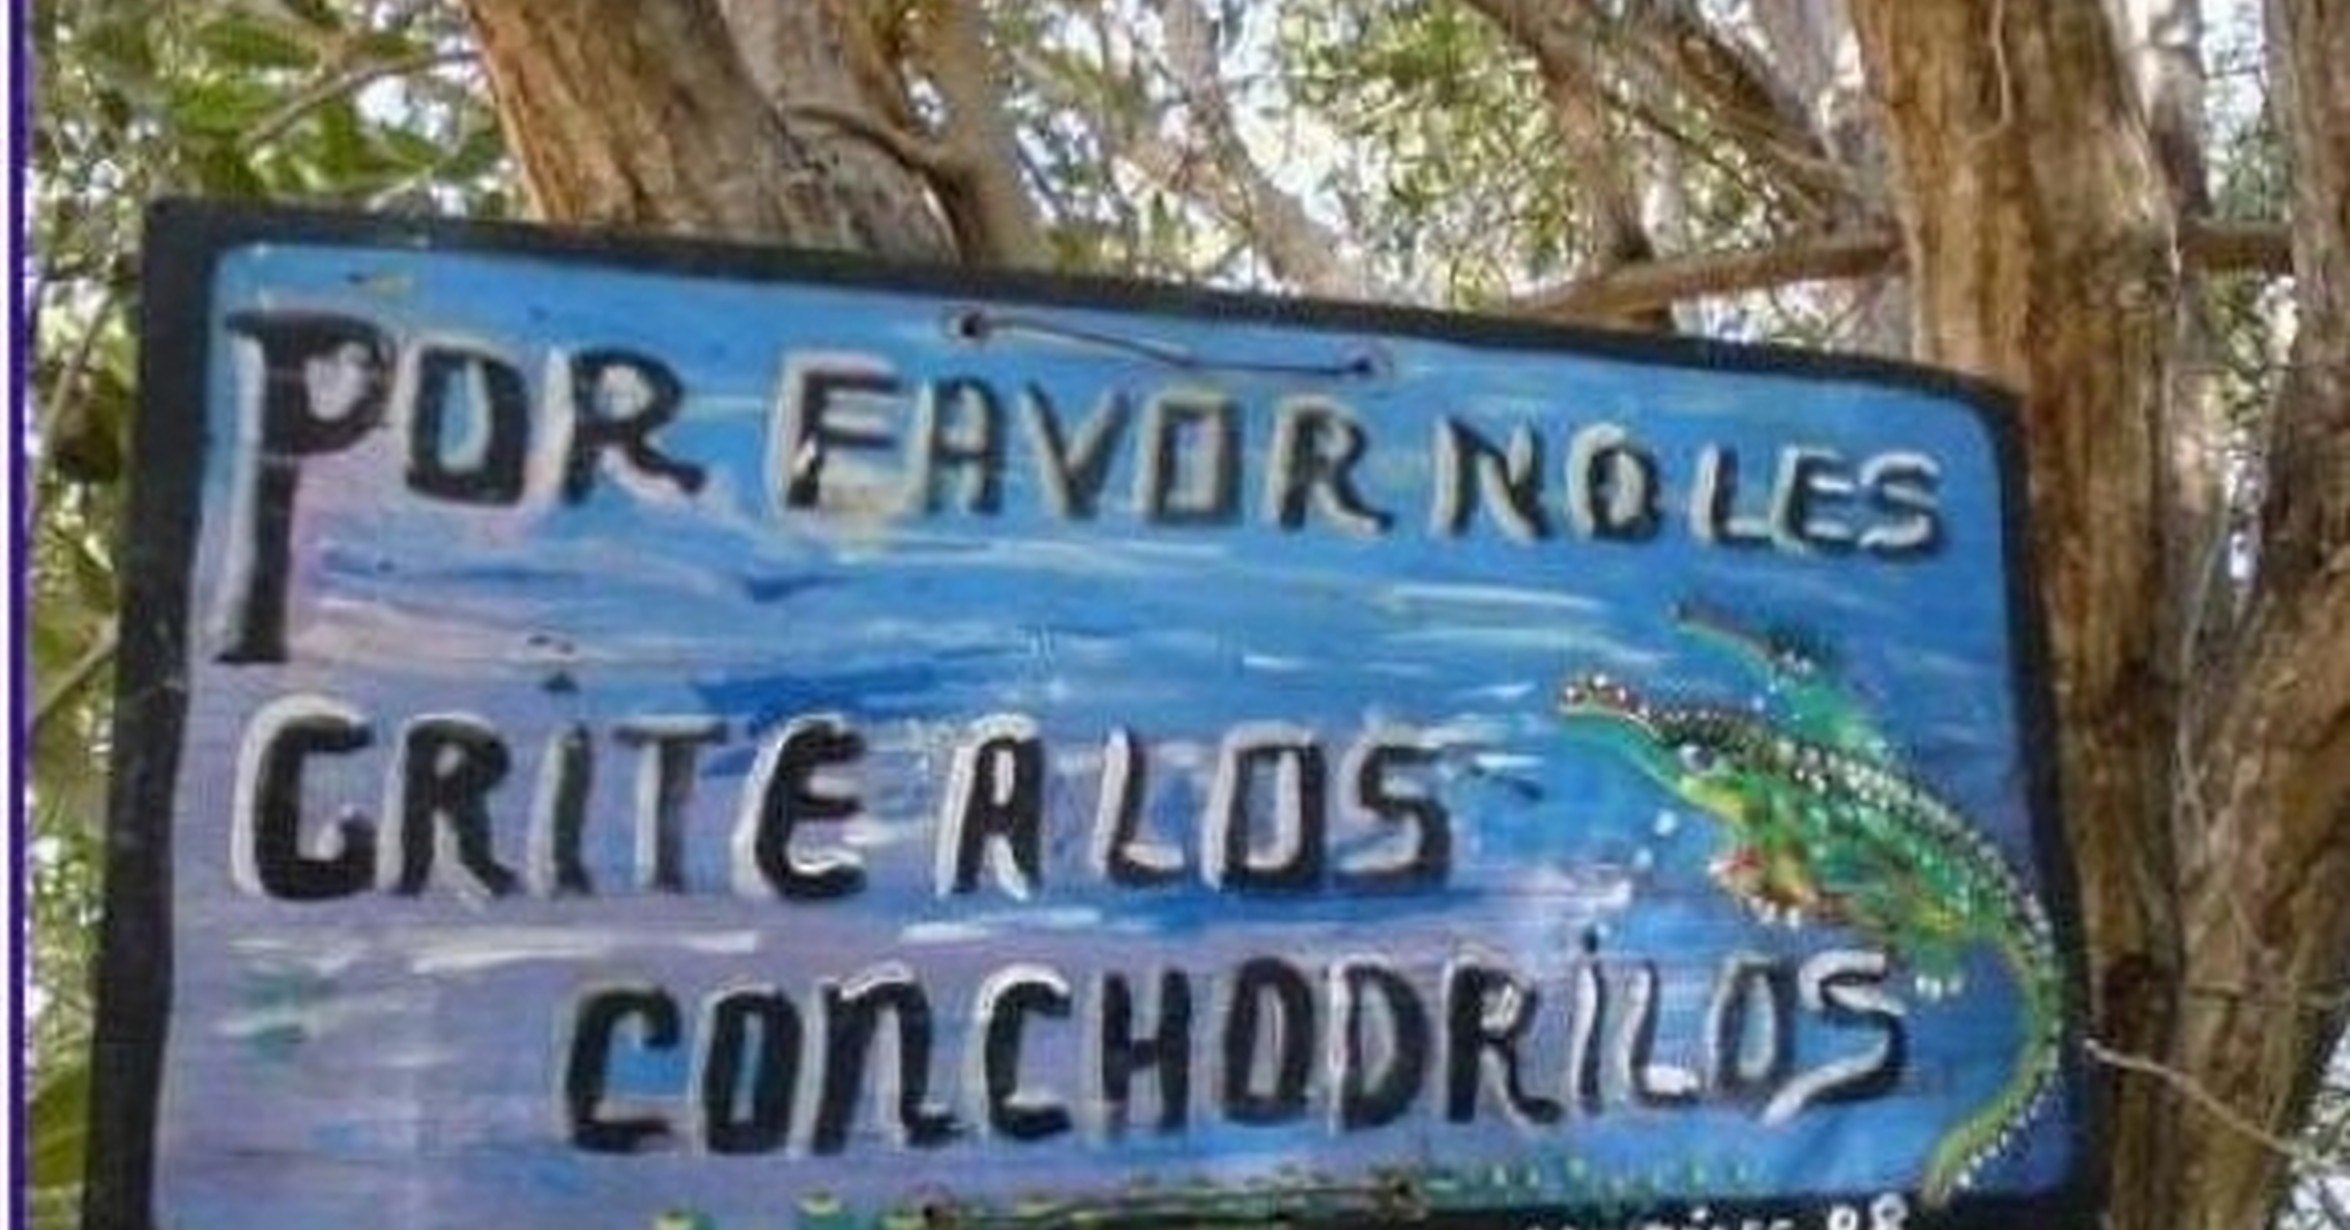 POR FAVOR NO LES
GRITE A LOS
CONCHODRILOS